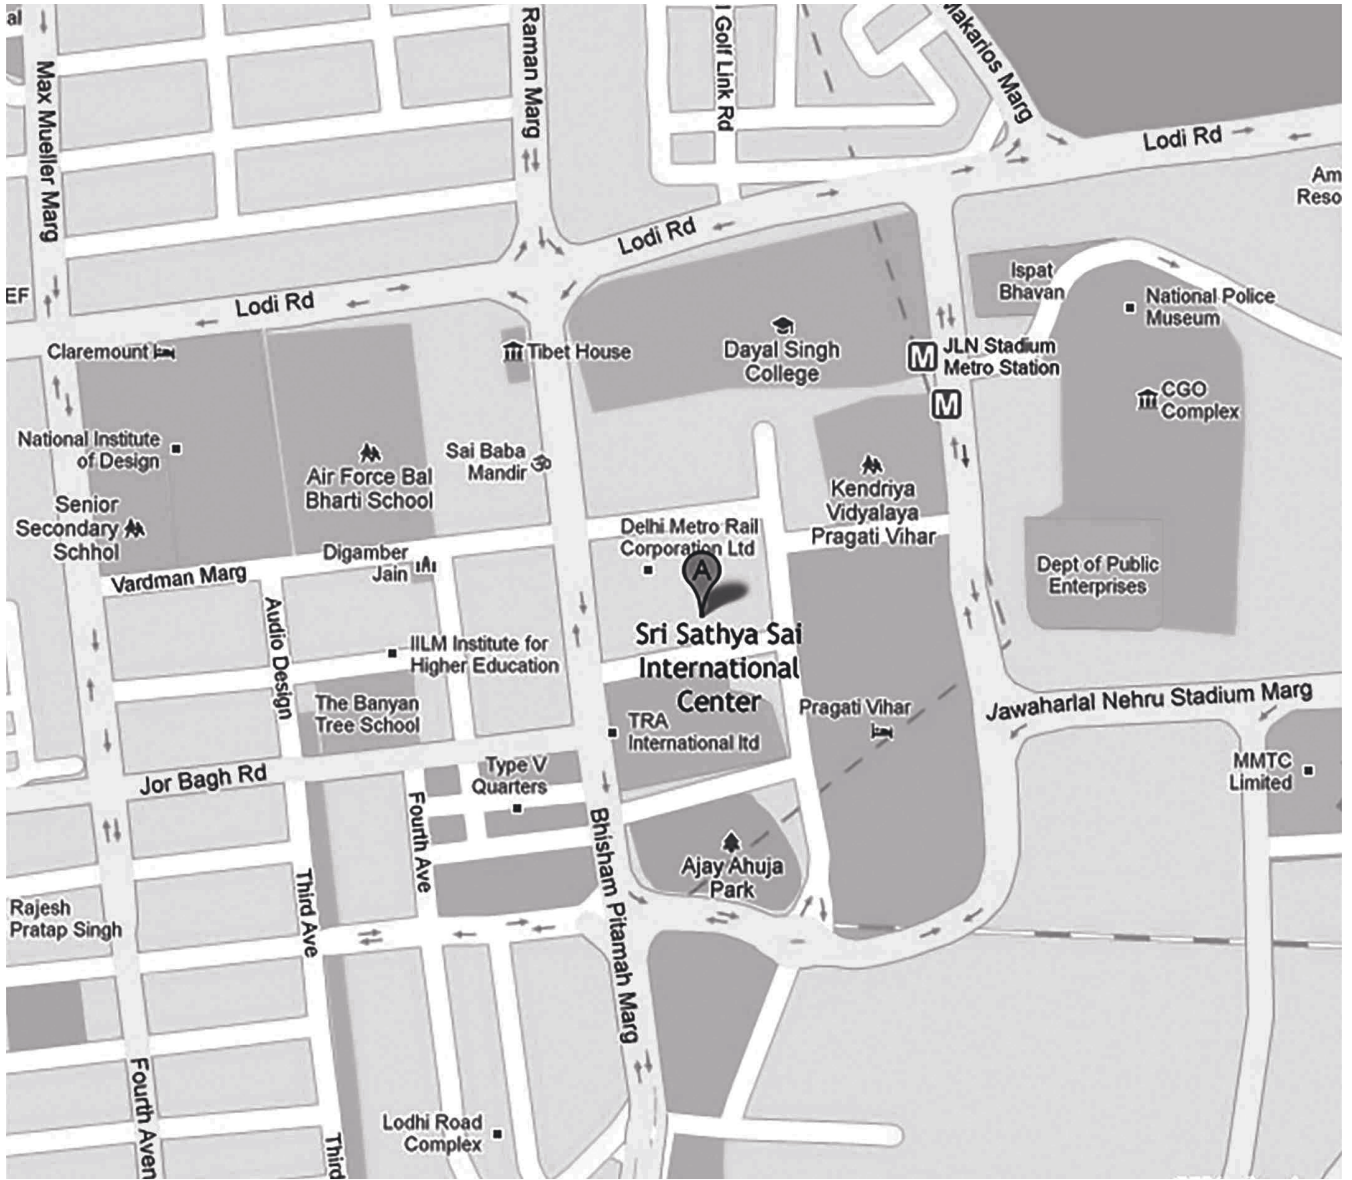 al
Max Mueller Marg
Raman Marg
Golf Link Rd
Makarios Marg
Lodi Rd
Am
Reso
Lodi Rd
Lodi Rd
EF
Ispat
Bhavan
National Police
Museum
Claremount
Tibet House
Dayal Singh
College
M
JLN Stadium
Metro Station
M
CGO
Complex
National Institute
of Design
Air Force Bal
Bharti School
Sai Baba
Mandir
ॐ
Senior
Secondary
Schhol
Kendriya
Vidyalaya
Pragati Vihar
Delhi Metro Rail
Corporation Ltd
Digamber
Jain
Vardman Marg
A
Dept of Public
Enterprises
Audio Design
Sri Sathya Sai
International
Center
IILM Institute for
Higher Education
The Banyan
Tree School
TRA
International ltd
Pragati Vihar
Jawaharlal Nehru Stadium Marg
Jor Bagh Rd
Type V
Quarters
MMTC
Limited
Fourth Ave
Bhisham Pitamah Marg
Ajay Ahuja
Park
Third Ave
Rajesh
Pratap Singh
Fourth Aven
Lodhi Road
Complex
Third